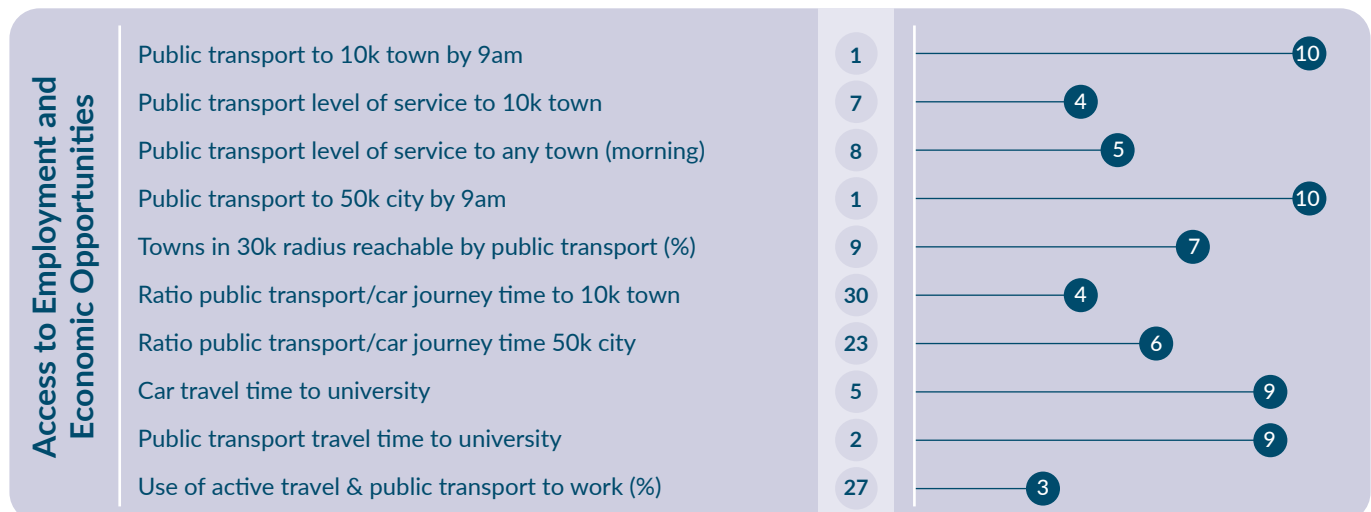 Access to Employment and
Economic Opportunities
Public transport to 10k town by 9am 1 10
Public transport level of service to 10k town 7 4
Public transport level of service to any town (morning) 8 5
Public transport to 50k city by 9am 1 10
Towns in 30k radius reachable by public transport (%) 9 7
Ratio public transport/car journey time to 10k town 30 4
Ratio public transport/car journey time 50k city 23 6
Car travel time to university 5 9
Public transport travel time to university 2 9
Use of active travel & public transport to work (%) 27 3